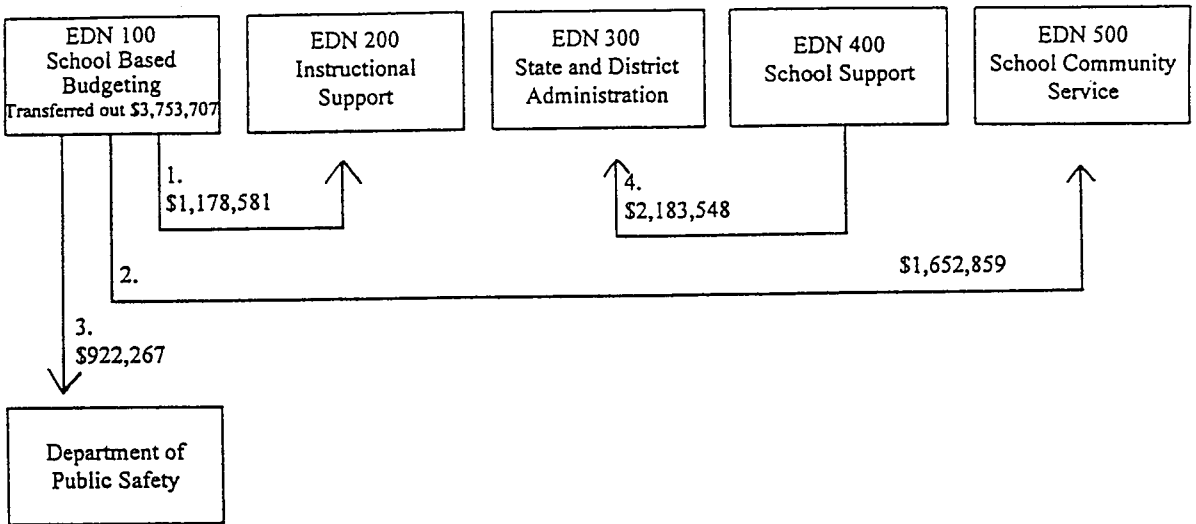 EDN 100
School Based
Budgeting
Transferred out $3,753,707
EDN 200
Instructional
Support
EDN 300
State and District
Administration
EDN 400
School Support
EDN 500
School Community
Service
1.
$1,178,581
4.
$2,183,548
2.
$1,652,859
3.
$922,267
Department of
Public Safety